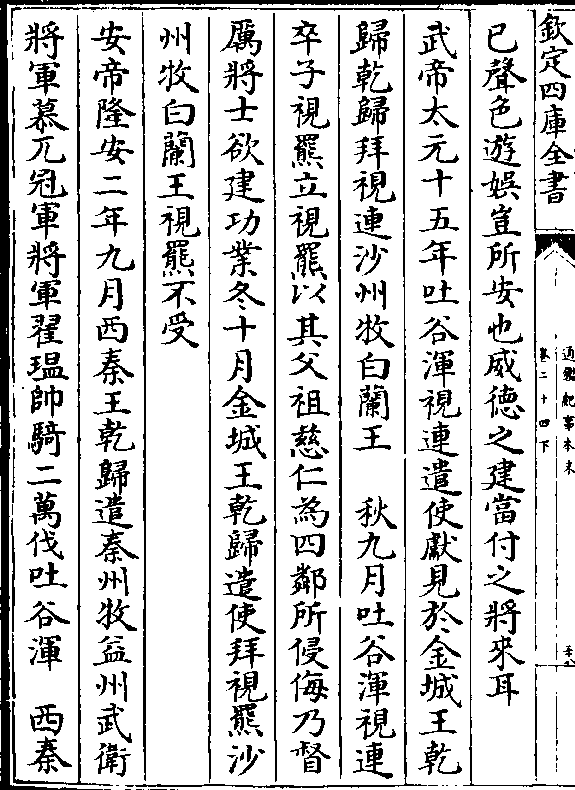 欽定四庫全書
通鑑紀事本末
卷二十四下
已聲色遊娛豈所安也威德之建當付之將來耳
武帝太元十五年吐谷渾視連遣使獻見於金城王乾
歸乾歸拜視連沙州牧白蘭王　秋九月吐谷渾視連
卒子視羆立視羆以其父祖慈仁為四鄰所侵侮乃督
厲將士欲建功業冬十月金城王乾歸遣使拜視羆沙
州牧白蘭王視羆不受
安帝隆安二年九月西秦王乾歸遣秦州牧益州武衛
將軍慕兀冠軍將軍翟瑥帥騎二萬伐吐谷渾　西秦